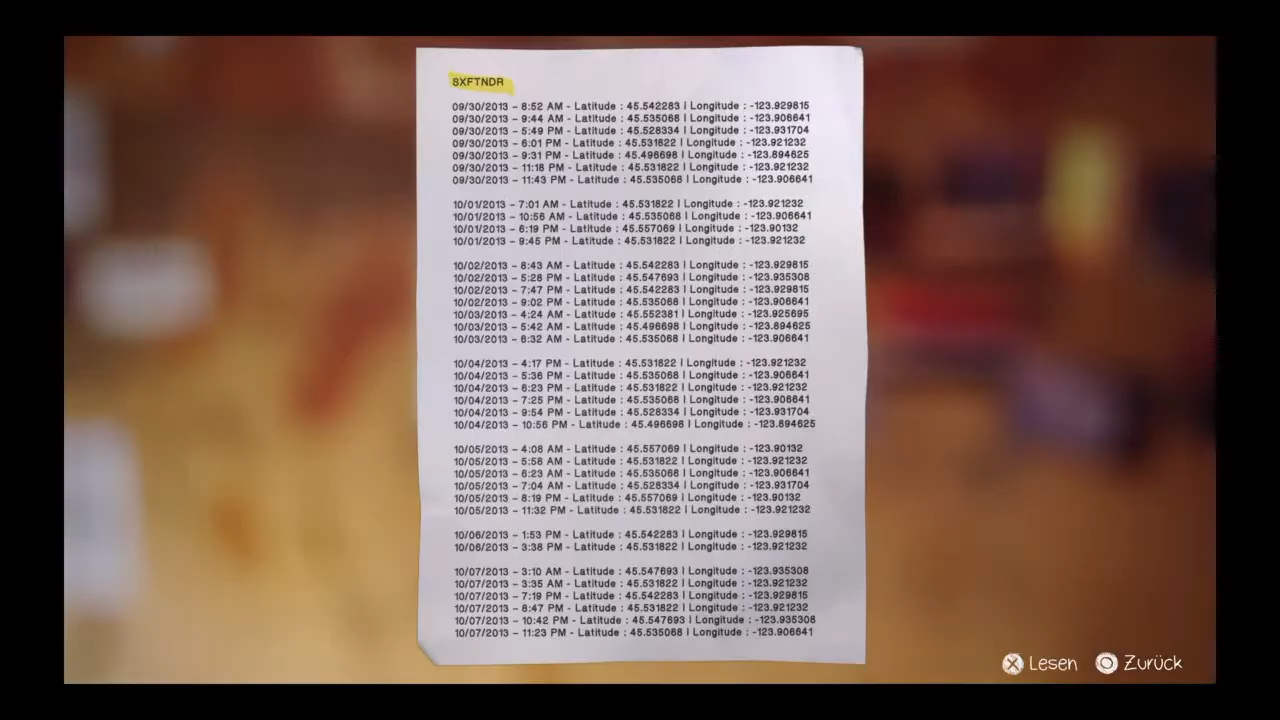 SXFTNDR
09/30/2013 - 8:52 AM - Latitude : 45.542283 | Longitude : -123.929815
09/30/2013 - 9:44 AM - Latitude : 45.535068 | Longitude : -123.906641
09/30/2013 - 5:49 PM - Latitude : 45.528334 | Longitude : -123.931704
09/30/2013 - 6:01 PM - Latitude : 45.531822 | Longitude : -123.921232
09/30/2013 - 9:31 PM - Latitude : 45.496698 | Longitude : -123.894625
09/30/2013 - 11:18 PM - Latitude : 45.531822 | Longitude : -123.921232
09/30/2013 - 11:43 PM - Latitude : 45.535068 | Longitude : -123.906641
10/01/2013 - 7:01 AM - Latitude : 45.531822 | Longitude : -123.921232
10/01/2013 - 10:56 AM - Latitude : 45.535068 | Longitude : -123.906641
10/01/2013 - 6:19 PM - Latitude : 45.557069 | Longitude : -123.90132
10/01/2013 - 9:45 PM - Latitude : 45.531822 | Longitude : -123.921232
10/02/2013 - 8:43 AM - Latitude : 45.542283 | Longitude : -123.929815
10/02/2013 - 5:28 PM - Latitude : 45.547693 | Longitude : -123.935308
10/02/2013 - 7:47 PM - Latitude : 45.542283 | Longitude : -123.929815
10/02/2013 - 9:02 PM - Latitude : 45.535068 | Longitude : -123.906641
10/03/2013 - 4:24 AM - Latitude : 45.552381 | Longitude : -123.925695
10/03/2013 - 5:42 AM - Latitude : 45.496698 | Longitude : -123.894625
10/03/2013 - 6:32 AM - Latitude : 45.535068 | Longitude : -123.906641
10/04/2013 - 4:17 PM - Latitude : 45.531822 | Longitude : -123.921232
10/04/2013 - 5:36 PM - Latitude : 45.535068 | Longitude : -123.906641
10/04/2013 - 6:23 PM - Latitude : 45.531822 | Longitude : -123.921232
10/04/2013 - 7:25 PM - Latitude : 45.535068 | Longitude : -123.906641
10/04/2013 - 9:54 PM - Latitude : 45.528334 | Longitude : -123.931704
10/04/2013 - 10:56 PM - Latitude : 45.496698 | Longitude : -123.894625
10/05/2013 - 4:08 AM - Latitude : 45.557069 | Longitude : -123.90132
10/05/2013 - 5:58 AM - Latitude : 45.531822 | Longitude : -123.921232
10/05/2013 - 6:23 AM - Latitude : 45.535068 | Longitude : -123.906641
10/05/2013 - 7:04 AM - Latitude : 45.528334 | Longitude : -123.931704
10/05/2013 - 8:19 PM - Latitude : 45.557069 | Longitude : -123.90132
10/05/2013 - 11:32 PM - Latitude : 45.531822 | Longitude : -123.921232
10/06/2013 - 1:53 PM - Latitude : 45.542283 | Longitude : -123.929815
10/06/2013 - 3:38 PM - Latitude : 45.531822 | Longitude : -123.921232
10/07/2013 - 3:10 AM - Latitude : 45.547693 | Longitude : -123.935308
10/07/2013 - 3:35 AM - Latitude : 45.531822 | Longitude : -123.921232
10/07/2013 - 7:19 PM - Latitude : 45.542283 | Longitude : -123.929815
10/07/2013 - 8:47 PM - Latitude : 45.531822 | Longitude : -123.921232
10/07/2013 - 10:42 PM - Latitude : 45.547693 | Longitude : -123.935308
10/07/2013 - 11:23 PM - Latitude : 45.535068 | Longitude : -123.906641
Lesen Zurück